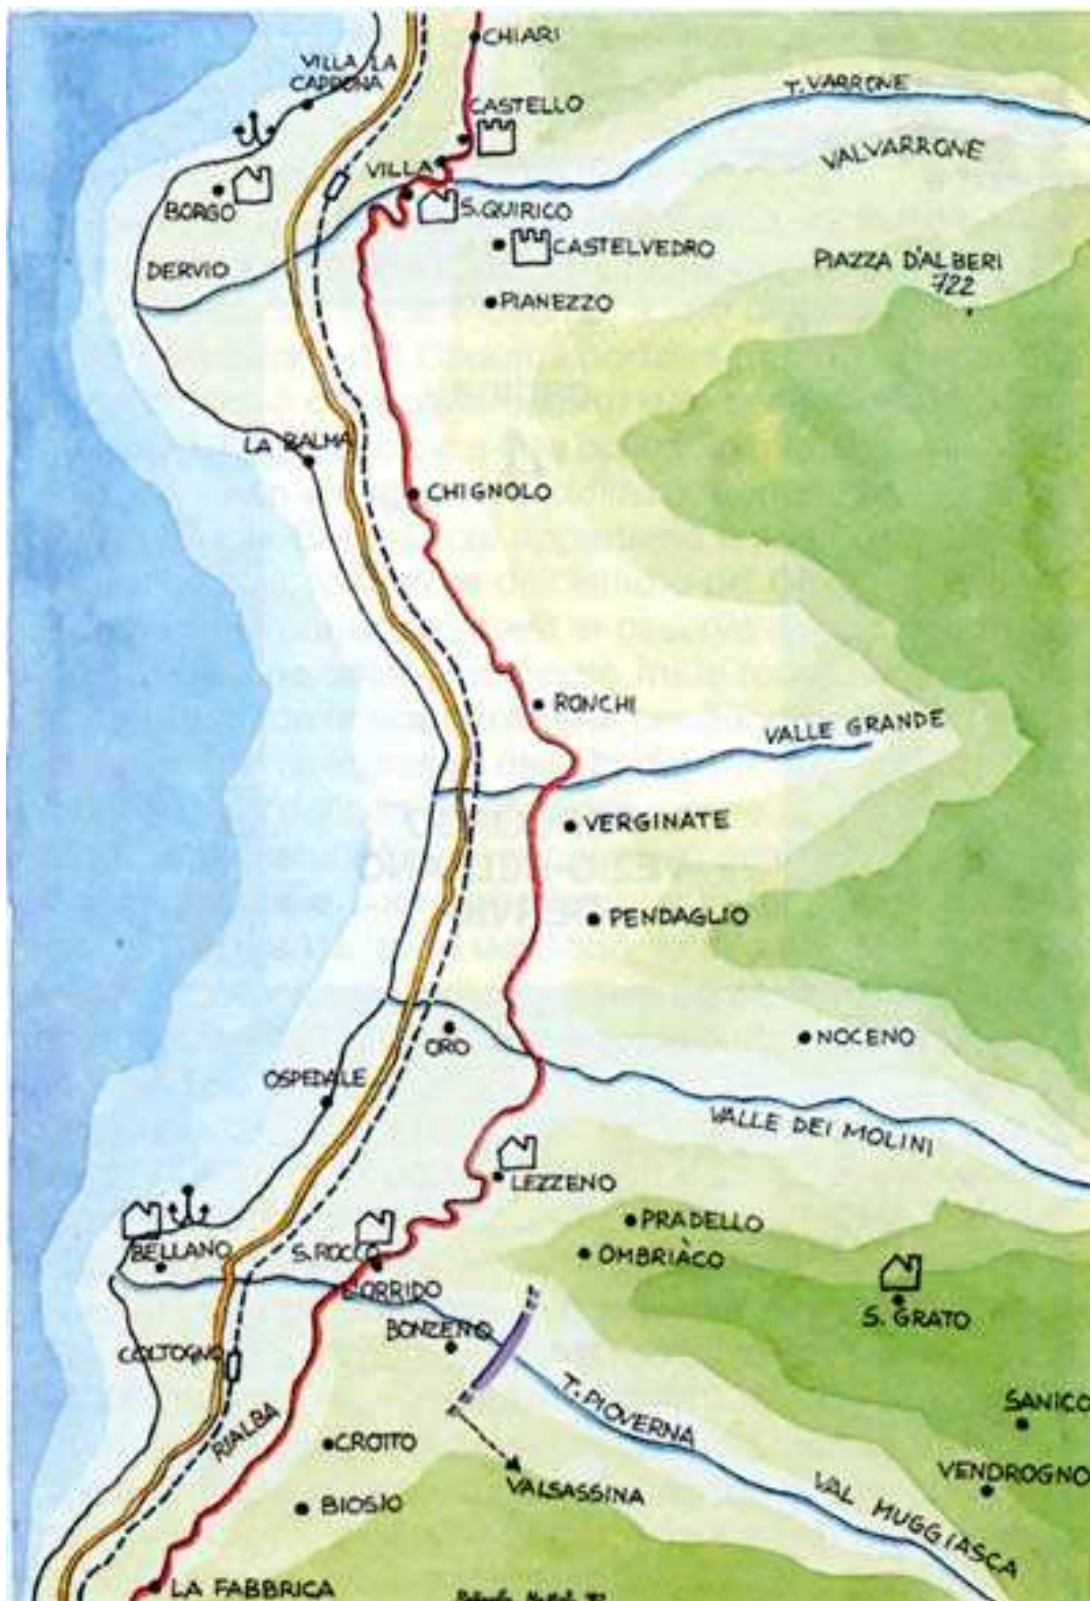 CHIARI
VILLA LA
CAPPONA
CASTELLO
T. VARRONE
VALVARRONE
VILLA
BORGO
S. QUIRICO
DERVIO
CASTELVEDRO
PIAZZA D'ALBERI
722
PIANEZZO
LA BALMA
CHIGNOLO
RONCHI
VALLE GRANDE
VERGINATE
PENDAGLIO
NOCENO
ORO
OSPEDALE
VALLE DEI MOLINI
LEZZENO
PRADELLO
BELLANO
S. ROCCO
OMBRIÀCO
ORRIDO
S. GRATO
BONZENO
COLTOGNO
T. PIOVERNA
SANICO
RIALBA
CROTTO
VENDROGNO
VALSASSINA
BIOSIO
VAL MUGGIASCA
LA FABBRICA